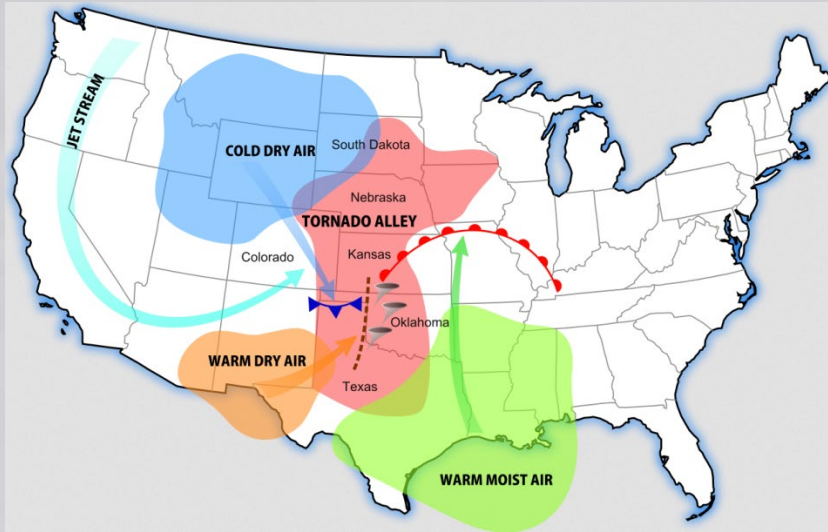 JET STREAM
COLD DRY AIR
South Dakota
Nebraska
TORNADO ALLEY
Colorado
Kansas
Oklahoma
WARM DRY AIR
Texas
WARM MOIST AIR